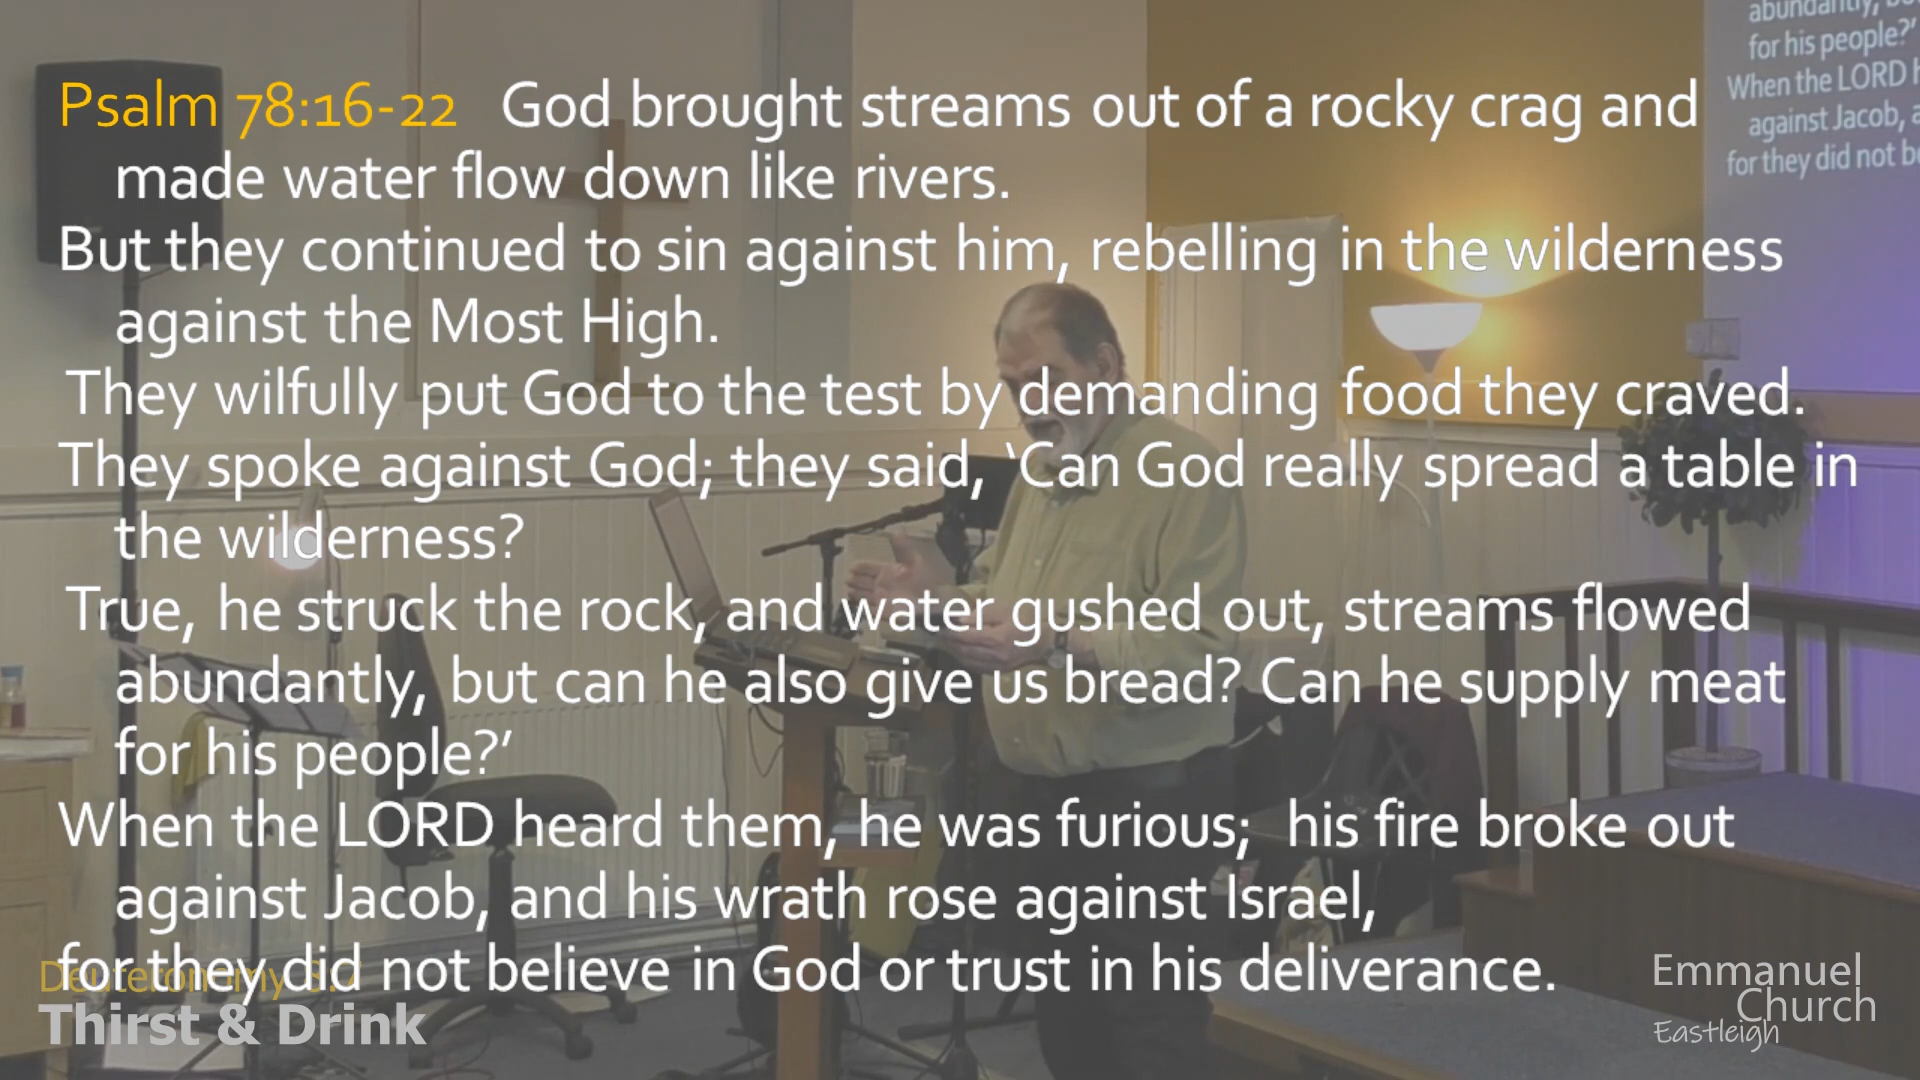 Psalm 78:16-22 God brought streams out of a rocky crag and
made water flow down like rivers.
But they continued to sin against him, rebelling in the wilderness
against the Most High.
They wilfully put God to the test by demanding food they craved.
They spoke against God; they said, ‘Can God really spread a table in
the wilderness?
True, he struck the rock, and water gushed out, streams flowed
abundantly, but can he also give us bread? Can he supply meat
for his people?’
When the LORD heard them, he was furious; his fire broke out
against Jacob, and his wrath rose against Israel,
for they did not believe in God or trust in his deliverance.
abundantly,
for his people?’
When the LORD
against Jacob,
for they did not
Thirst & Drink
Emmanuel
Church
Eastleigh